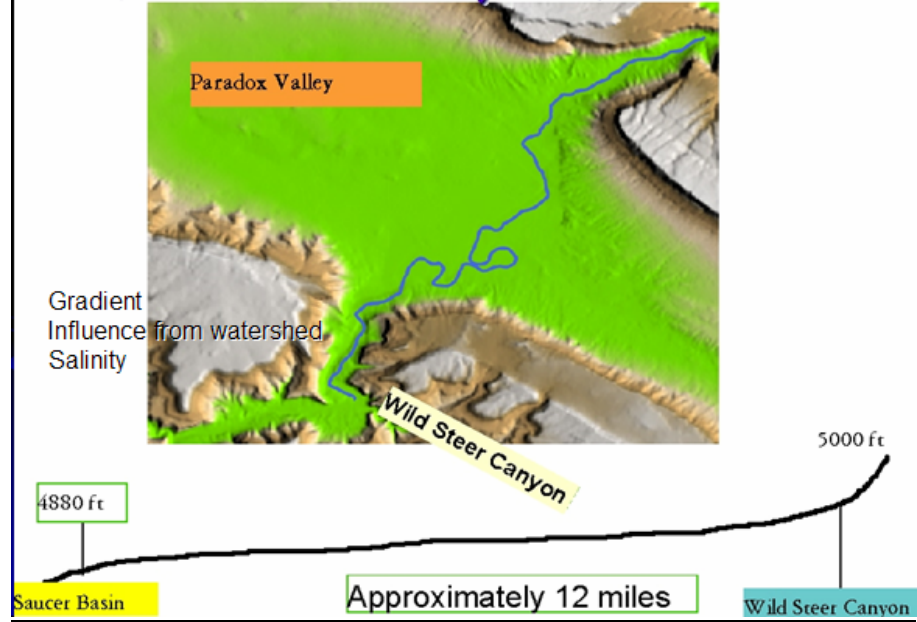 Paradox Valley
Gradient
Influence from watershed
Salinity
Wild Steer Canyon
5000 ft
4880 ft
Approximately 12 miles
Saucer Basin
Wild Steer Canyon